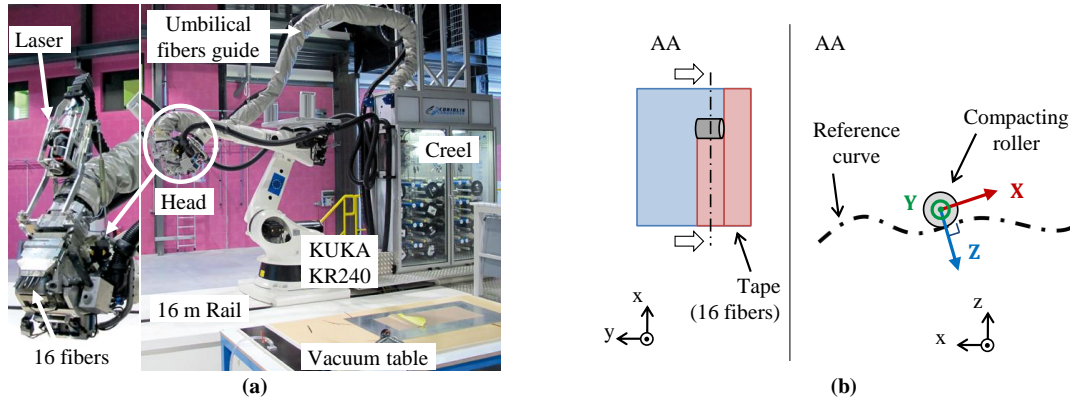 Laser
Umbilical
fibers guide
CORIOLIS
Creel
Head
KUKA
KR240
16 m Rail
16 fibers
Vacuum table
(a)
AA
Tape
(16 fibers)
x
y
AA
Reference
curve
Compacting
roller
Y
X
Z
z
x
(b)